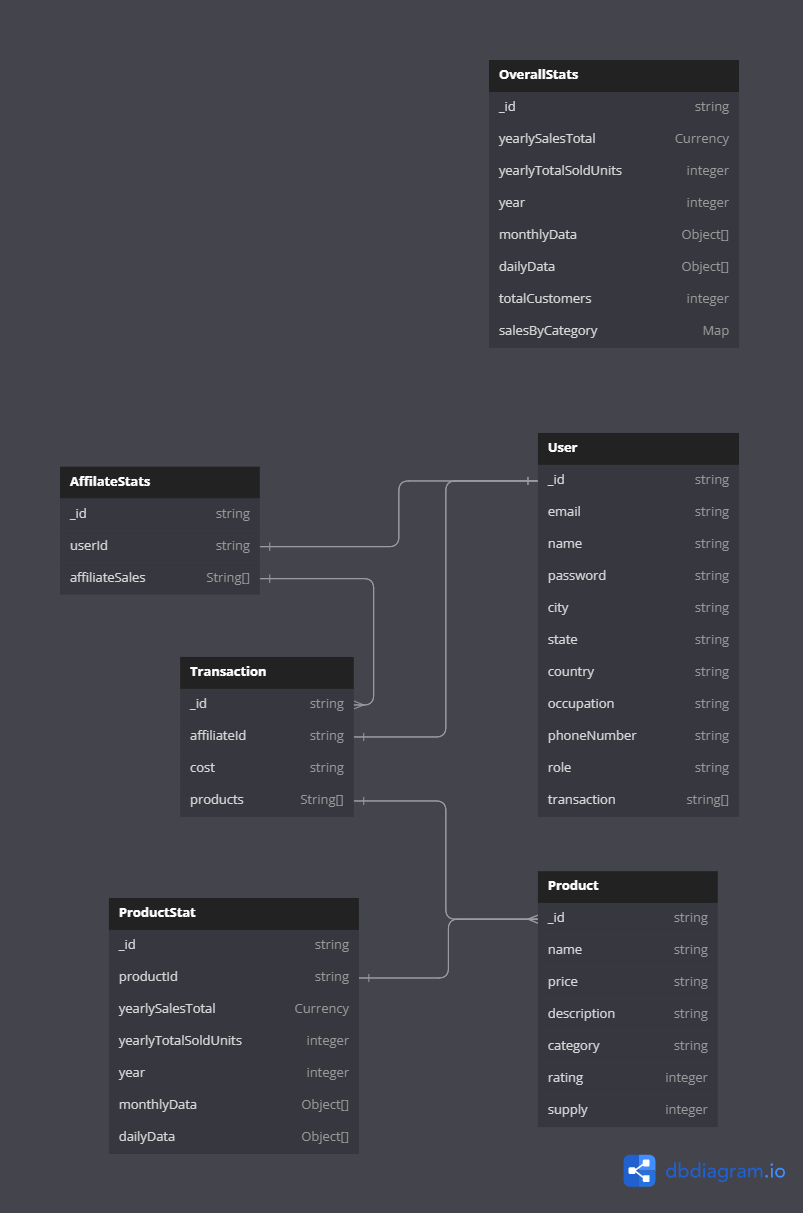 OverallStats
_id string
yearlySalesTotal Currency
yearlyTotalSoldUnits integer
year integer
monthlyData Object[]
dailyData Object[]
totalCustomers integer
salesByCategory Map
User
_id string
email string
name string
password string
city string
state string
country string
occupation string
phoneNumber string
role string
transaction string[]
AffilateStats
_id string
userId string
affiliateSales String[]
Transaction
_id string
affiliateId string
cost string
products String[]
Product
_id string
name string
price string
description string
category string
rating integer
supply integer
ProductStat
_id string
productId string
yearlySalesTotal Currency
yearlyTotalSoldUnits integer
year integer
monthlyData Object[]
dailyData Object[]
dbdiagram.io